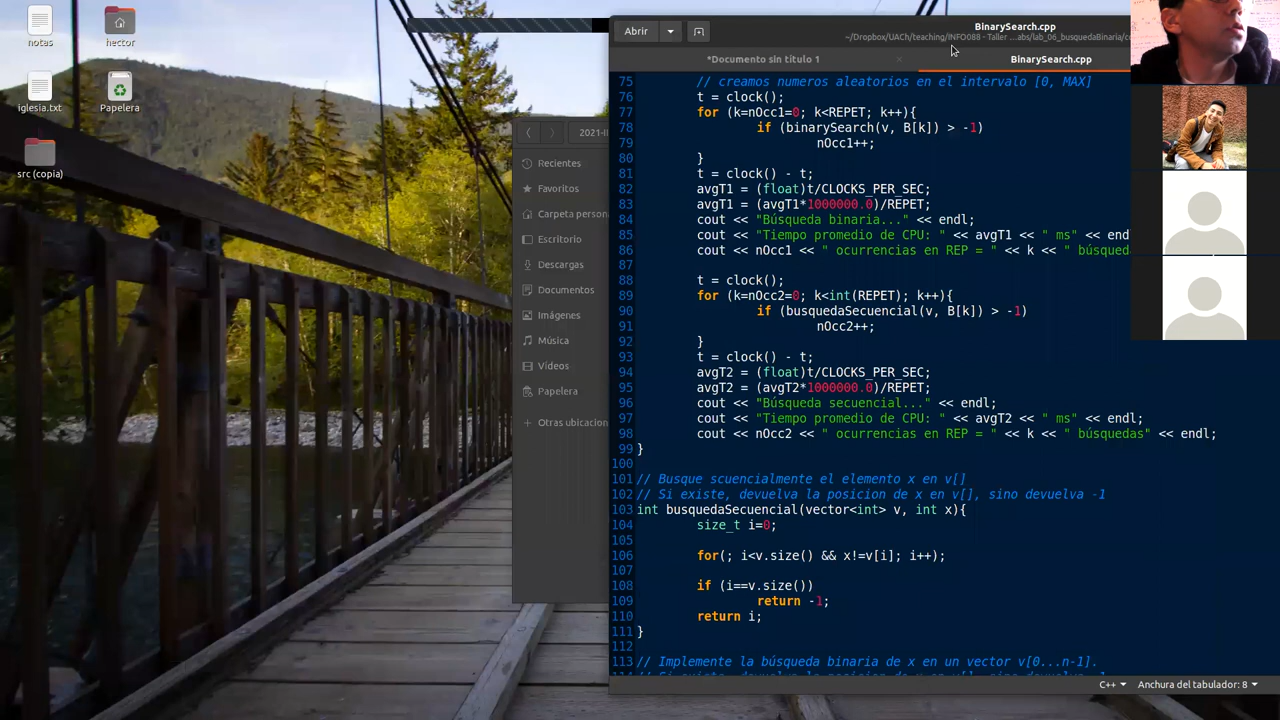 notas
hector
iglesia.txt
Papelera
src (copia)
2021-II
Recientes
Favoritos
Carpeta person
Escritorio
Descargas
Documentos
Imágenes
Música
Vídeos
Papelera
+ Otras ubicacion
Abrir
BinarySearch.cpp
~/Dropbox/UACh/teaching/INFO088 - Taller ...abs/lab_06_busquedaBinaria/c
*Documento sin título 1
BinarySearch.cpp
75 // creamos numeros aleatorios en el intervalo [0, MAX]
76 t = clock();
77 for (k=nOcc1=0; k<REPET; k++){
78 if (binarySearch(v, B[k]) > -1)
79 nOcc1++;
80 }
81 t = clock() - t;
82 avgT1 = (float)t/CLOCKS_PER_SEC;
83 avgT1 = (avgT1*1000000.0)/REPET;
84 cout << "Búsqueda binaria..." << endl;
85 cout << "Tiempo promedio de CPU: " << avgT1 << " ms" << end
86 cout << nOcc1 << " ocurrencias en REP = " << k << " búsqued
87
88 t = clock();
89 for (k=nOcc2=0; k<int(REPET); k++){
90 if (busquedaSecuencial(v, B[k]) > -1)
91 nOcc2++;
92 }
93 t = clock() - t;
94 avgT2 = (float)t/CLOCKS_PER_SEC;
95 avgT2 = (avgT2*1000000.0)/REPET;
96 cout << "Búsqueda secuencial..." << endl;
97 cout << "Tiempo promedio de CPU: " << avgT2 << " ms" << endl;
98 cout << nOcc2 << " ocurrencias en REP = " << k << " búsquedas" << endl;
99 }
100
101 // Busque scuencialmente el elemento x en v[]
102 // Si existe, devuelva la posicion de x en v[], sino devuelva -1
103 int busquedaSecuencial(vector<int> v, int x){
104 size_t i=0;
105
106 for(; i<v.size() && x!=v[i]; i++);
107
108 if (i==v.size())
109 return -1;
110 return i;
111 }
112
113 // Implemente la búsqueda binaria de x en un vector v[0...n-1].
C++
Anchura del tabulador: 8